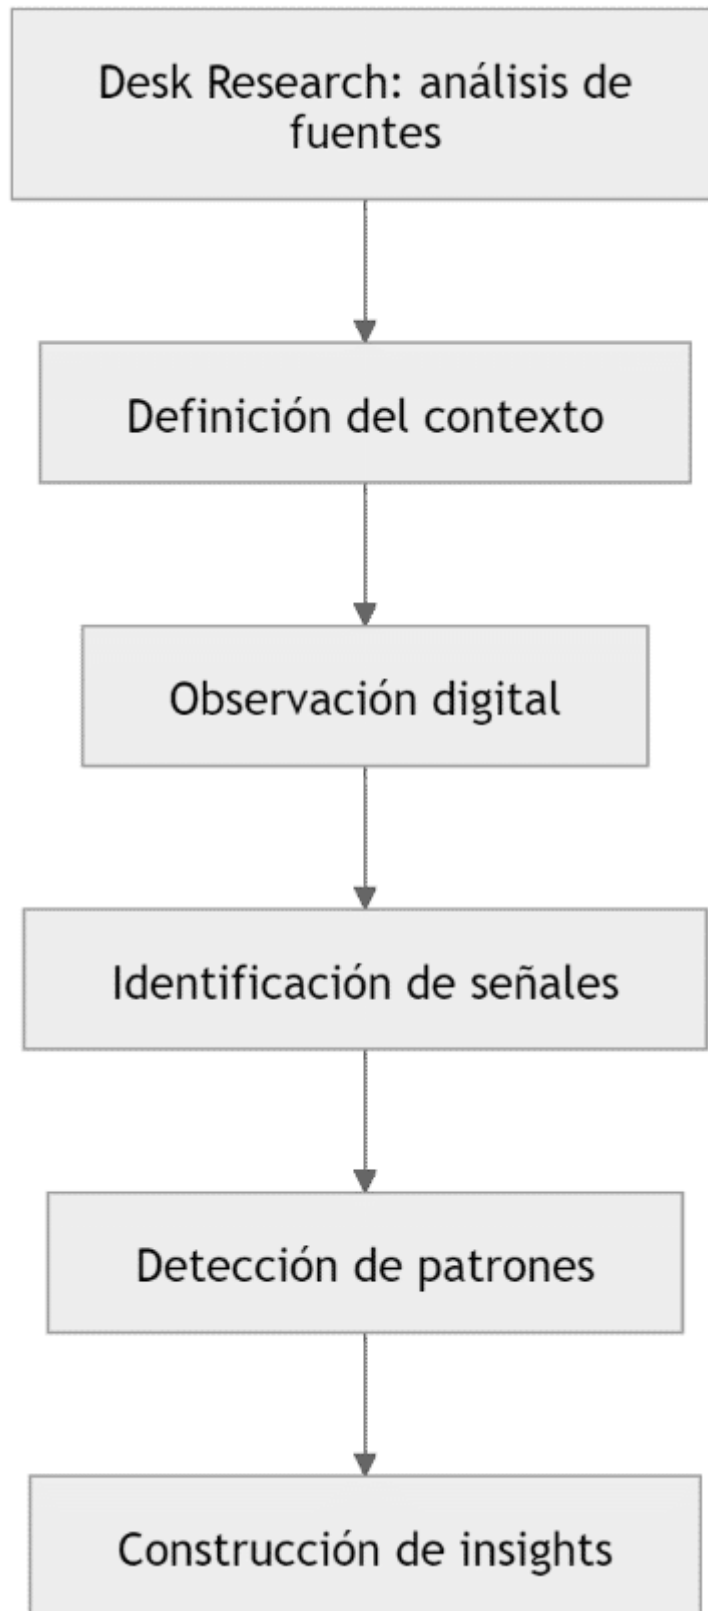 Desk Research: análisis de
fuentes
Definición del contexto
Observación digital
Identificación de señales
Detección de patrones
Construcción de insights